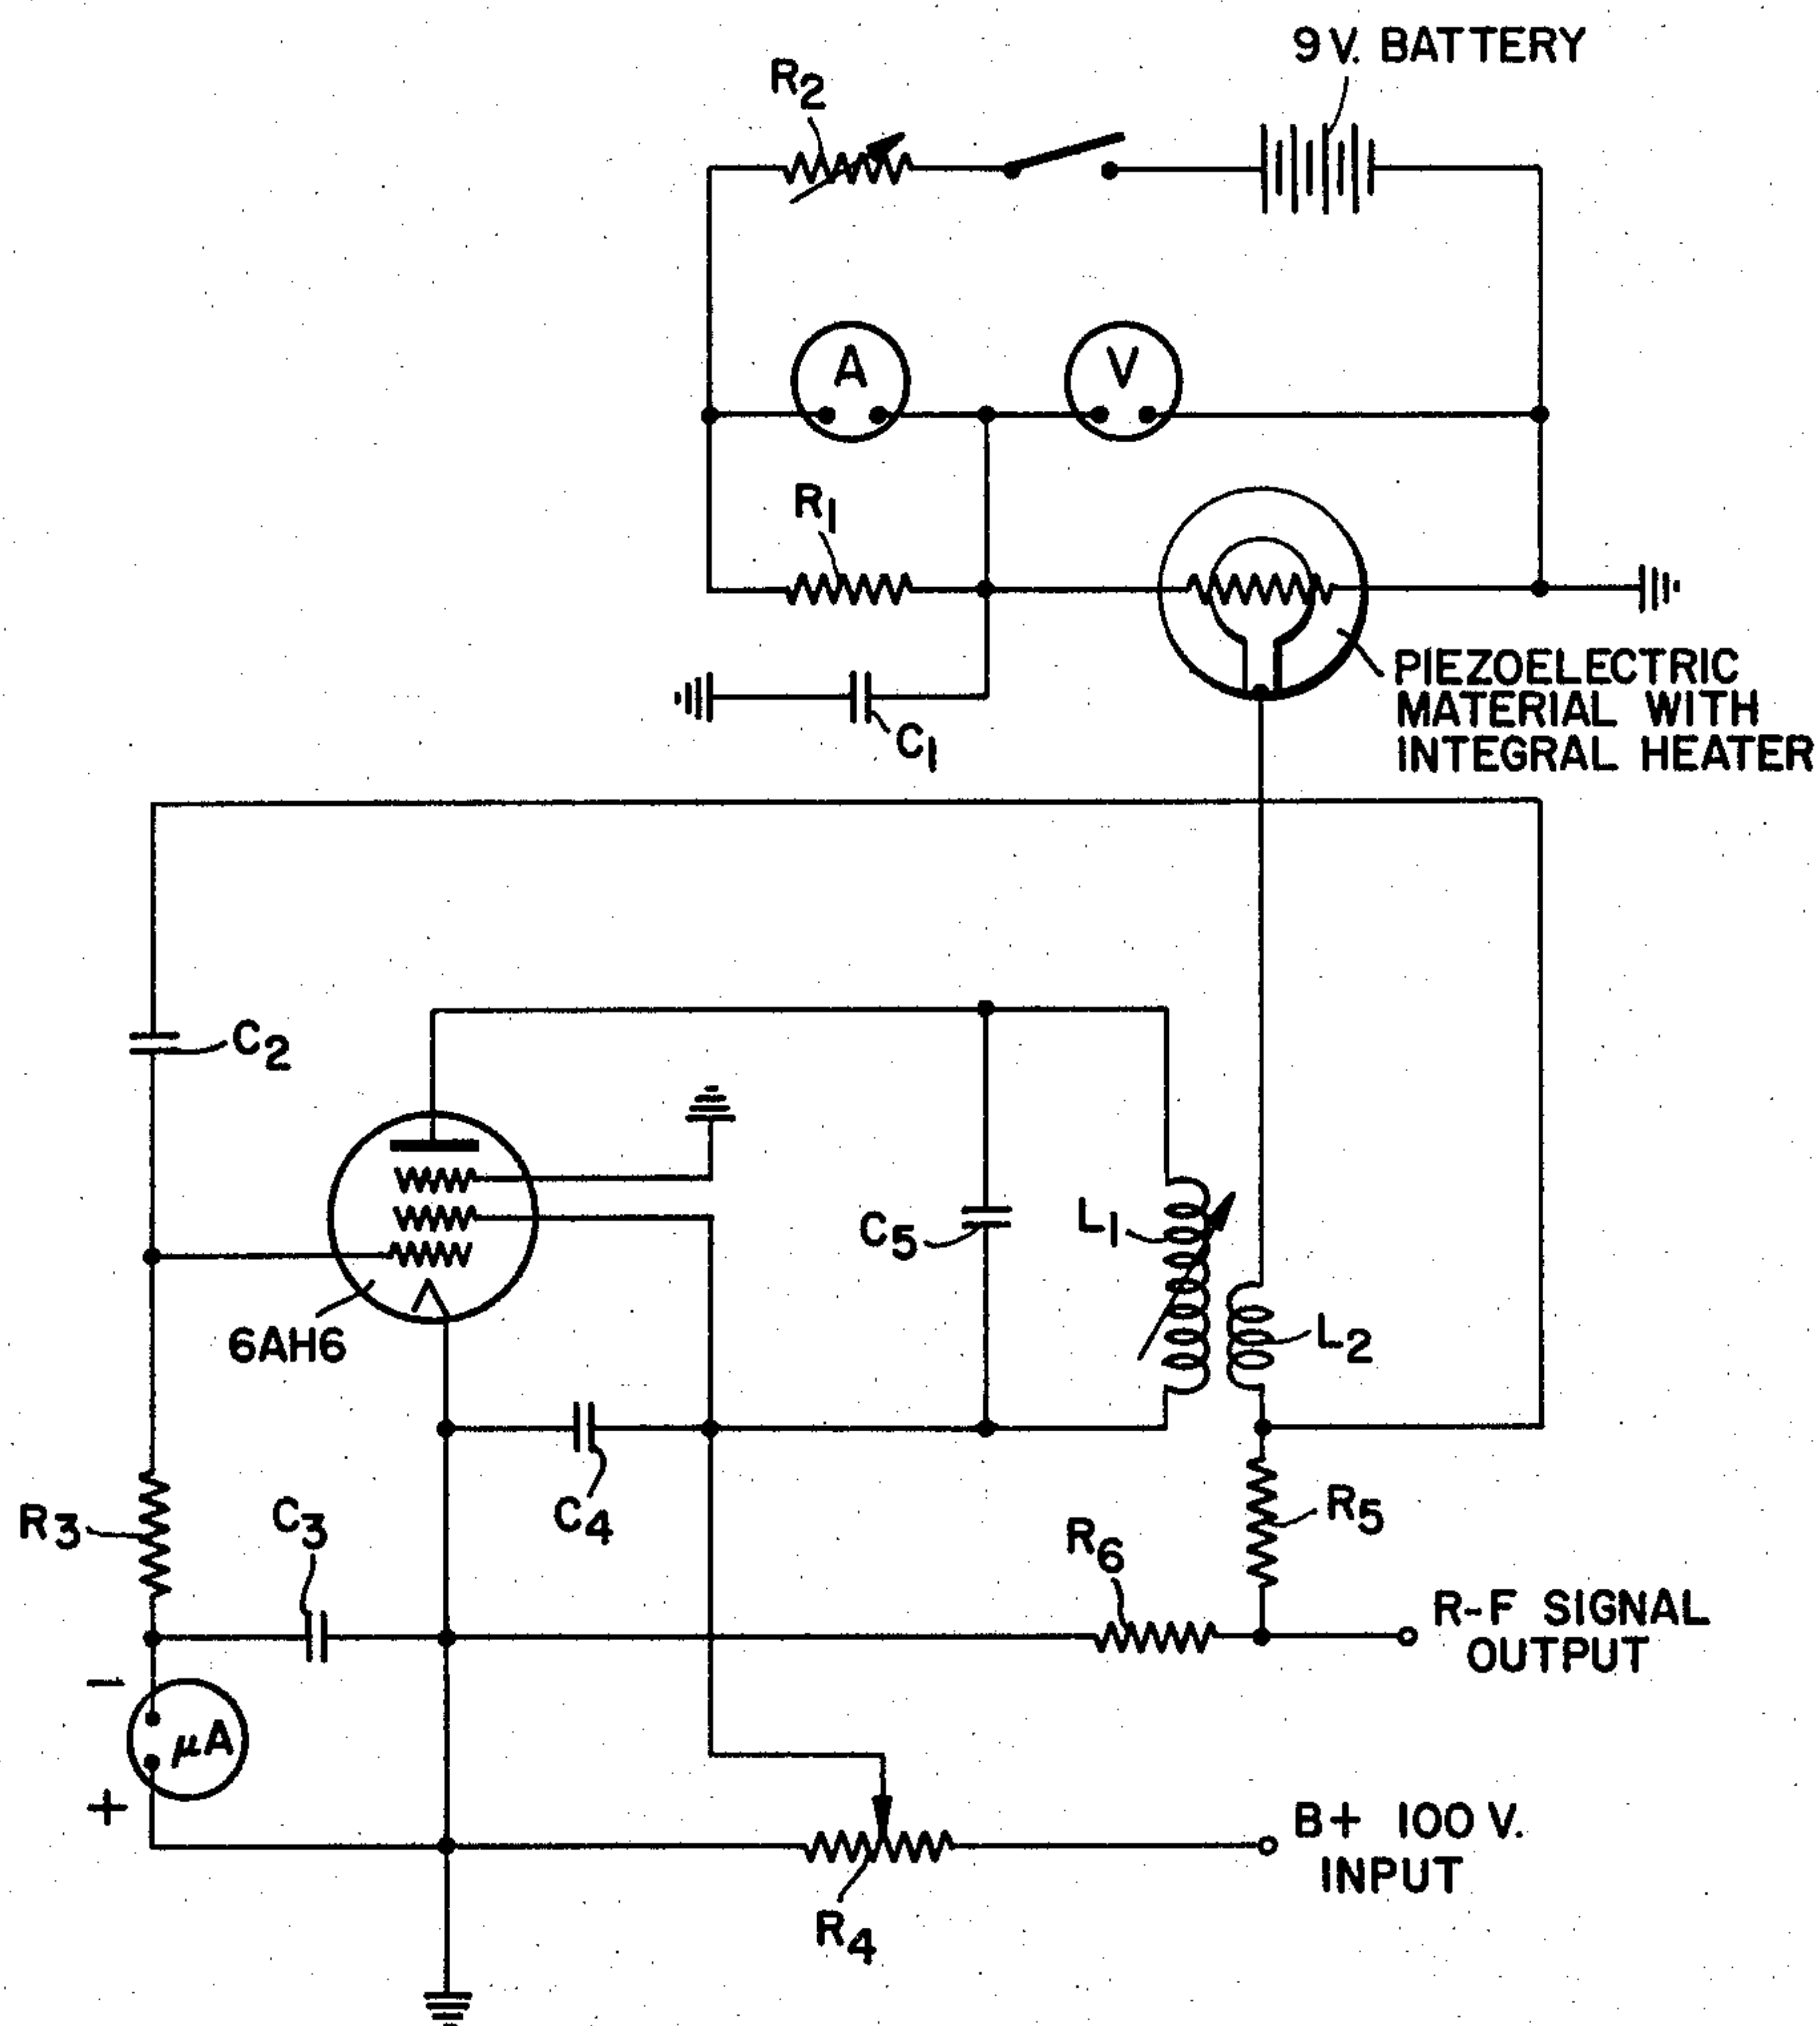 9 V. BATTERY
R2
A
V
R1
PIEZOELECTRIC
MATERIAL WITH
INTEGRAL HEATER
C1
C2
C5
L1
L2
6AH6
C4
R3
C3
R5
R6
R-F SIGNAL
OUTPUT
−
μA
+
B+ 100 V.
INPUT
R4